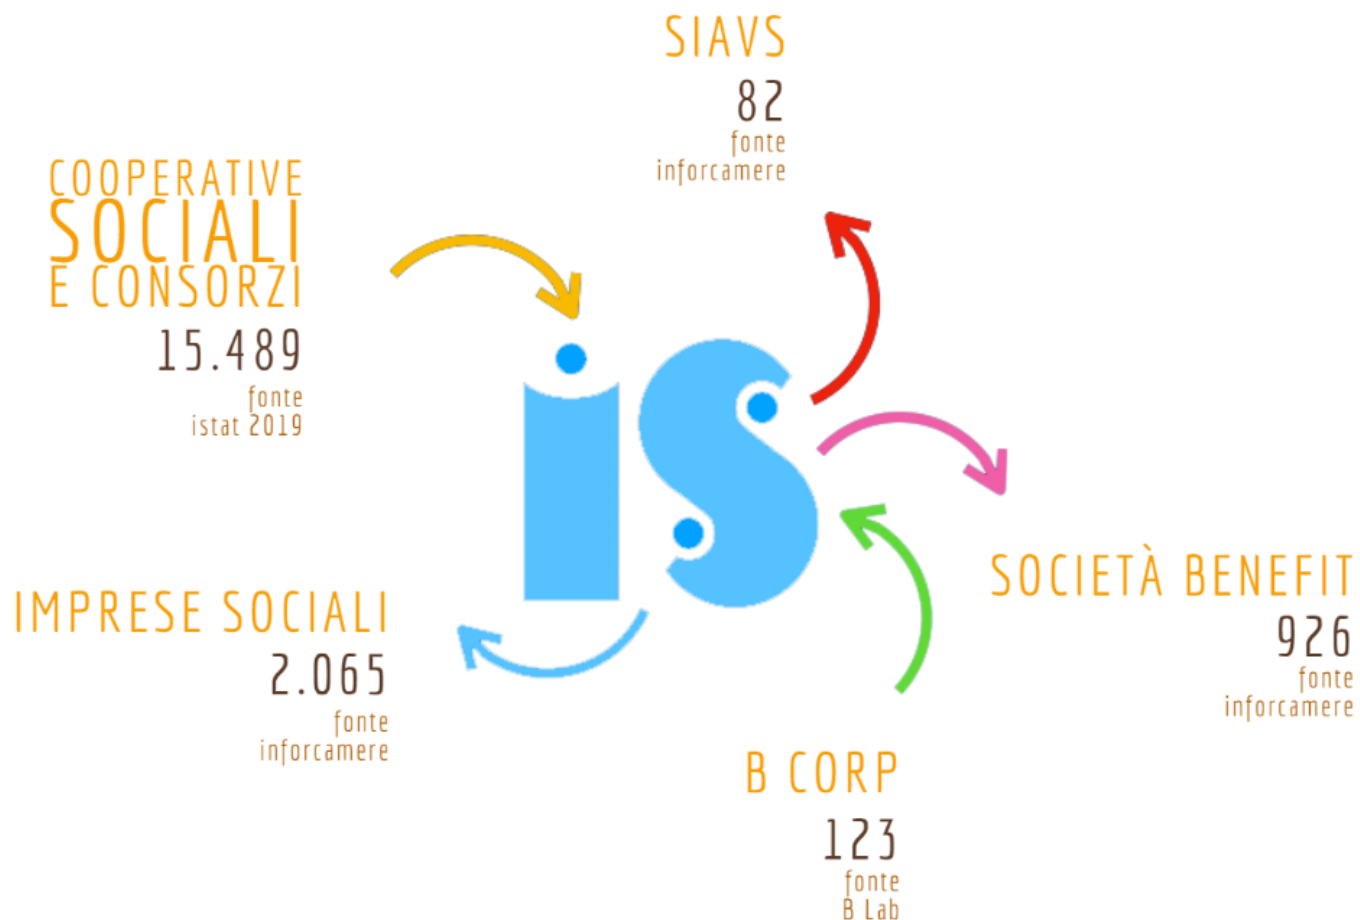 SIAVS
82
fonte
inforcamere
COOPERATIVE
SOCIALI
E CONSORZI
15.489
fonte
istat 2019
is
SOCIETÀ BENEFIT
926
fonte
inforcamere
IMPRESE SOCIALI
2.065
fonte
inforcamere
B CORP
123
fonte
B Lab